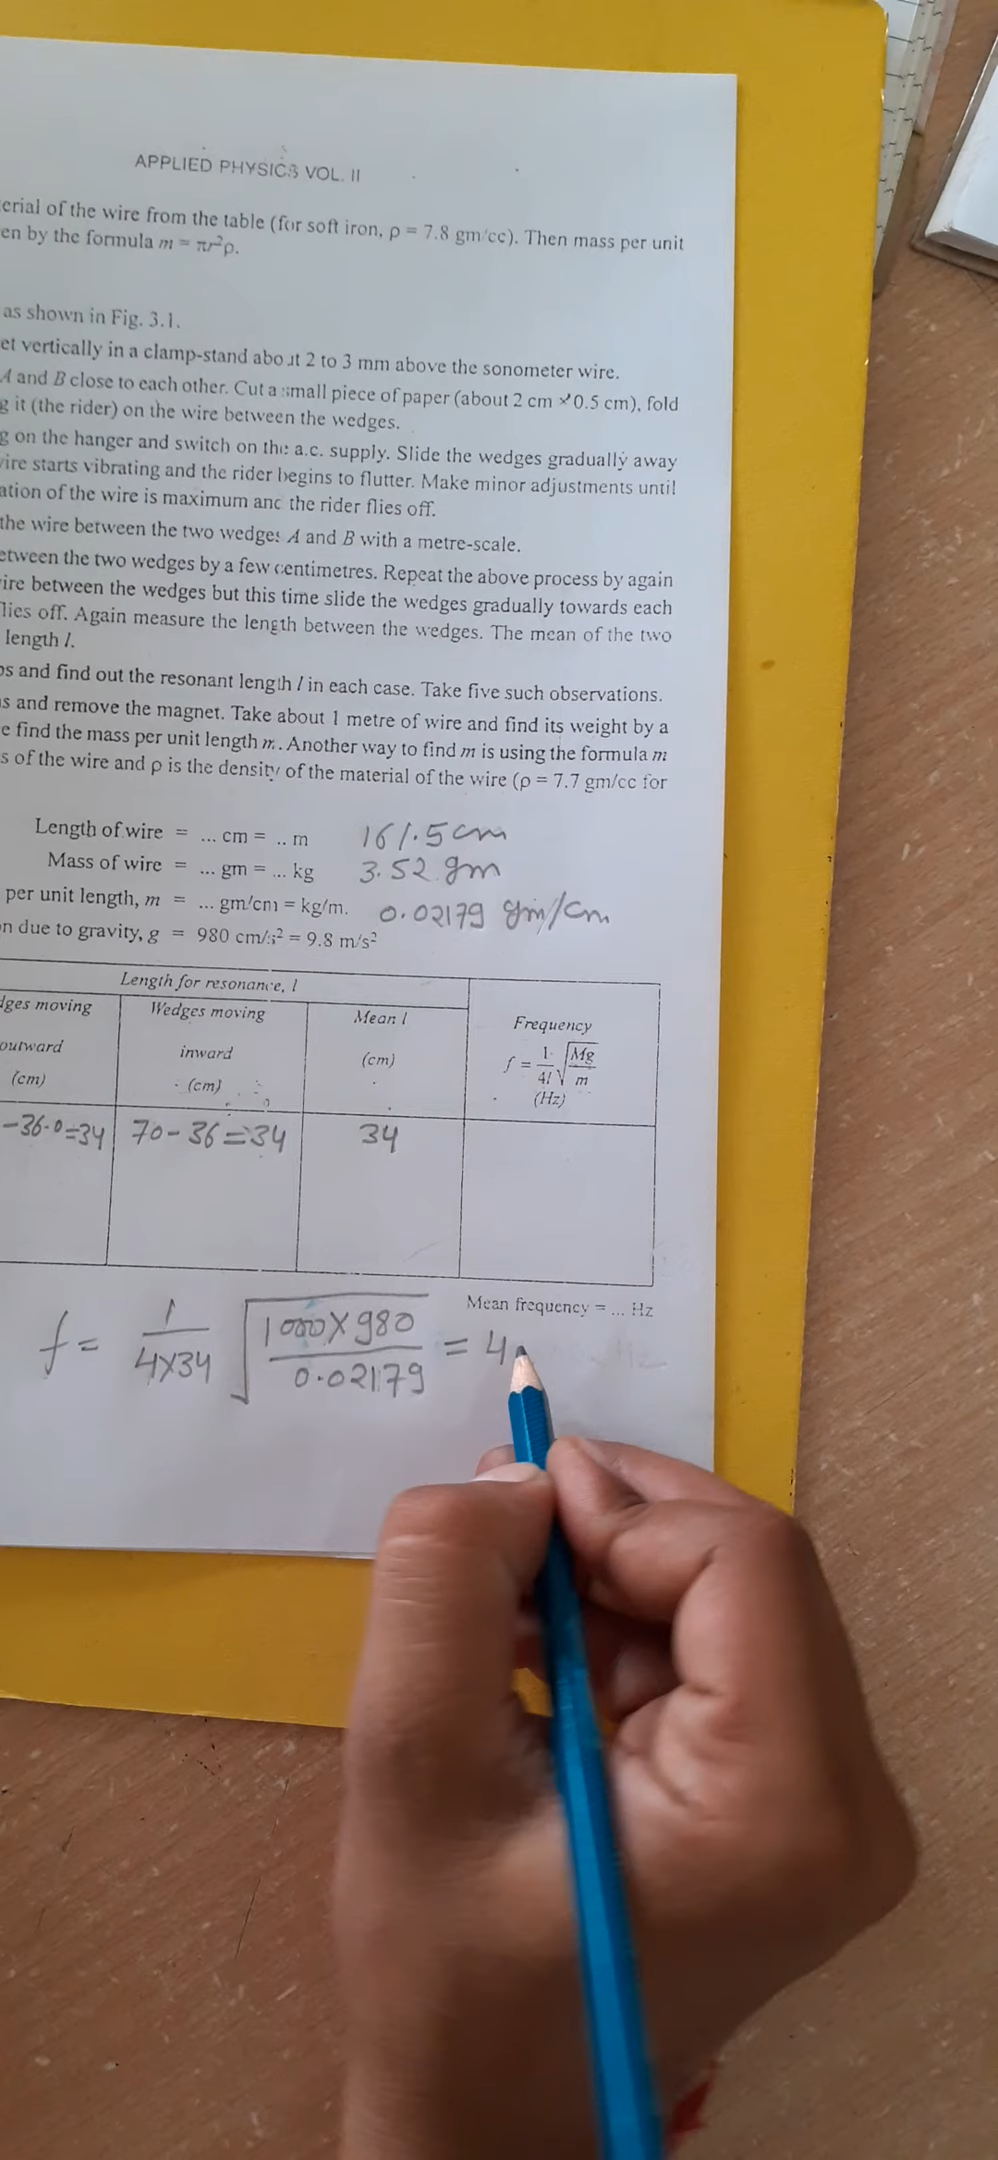 APPLIED PHYSICS VOL. II
erial of the wire from the table (for soft iron, ρ = 7.8 gm/cc). Then mass per unit
en by the formula m = πr²ρ.
as shown in Fig. 3.1.
et vertically in a clamp-stand about 2 to 3 mm above the sonometer wire.
A and B close to each other. Cut a small piece of paper (about 2 cm × 0.5 cm), fold
g it (the rider) on the wire between the wedges.
g on the hanger and switch on the a.c. supply. Slide the wedges gradually away
ire starts vibrating and the rider begins to flutter. Make minor adjustments until
ation of the wire is maximum and the rider flies off.
the wire between the two wedges A and B with a metre-scale.
etween the two wedges by a few centimetres. Repeat the above process by again
ire between the wedges but this time slide the wedges gradually towards each
lies off. Again measure the length between the wedges. The mean of the two
length l.
os and find out the resonant length l in each case. Take five such observations.
s and remove the magnet. Take about 1 metre of wire and find its weight by a
e find the mass per unit length m. Another way to find m is using the formula m
s of the wire and ρ is the density of the material of the wire (ρ = 7.7 gm/cc for
Length of wire = ... cm = .. m 161.5 cm
Mass of wire = ... gm = ... kg 3.52 gm
per unit length, m = ... gm/cm = kg/m. 0.02179 gm/cm
n due to gravity, g = 980 cm/s² = 9.8 m/s²
Length for resonance, l
dges moving outward (cm)
Wedges moving inward (cm)
Mean l (cm)
Frequency f = 1/4l √(Mg/m) (Hz)
-36.0=34 70-36=34 34
Mean frequency = ... Hz
f = 1/4×34 √(1000×980/0.02179) = 4